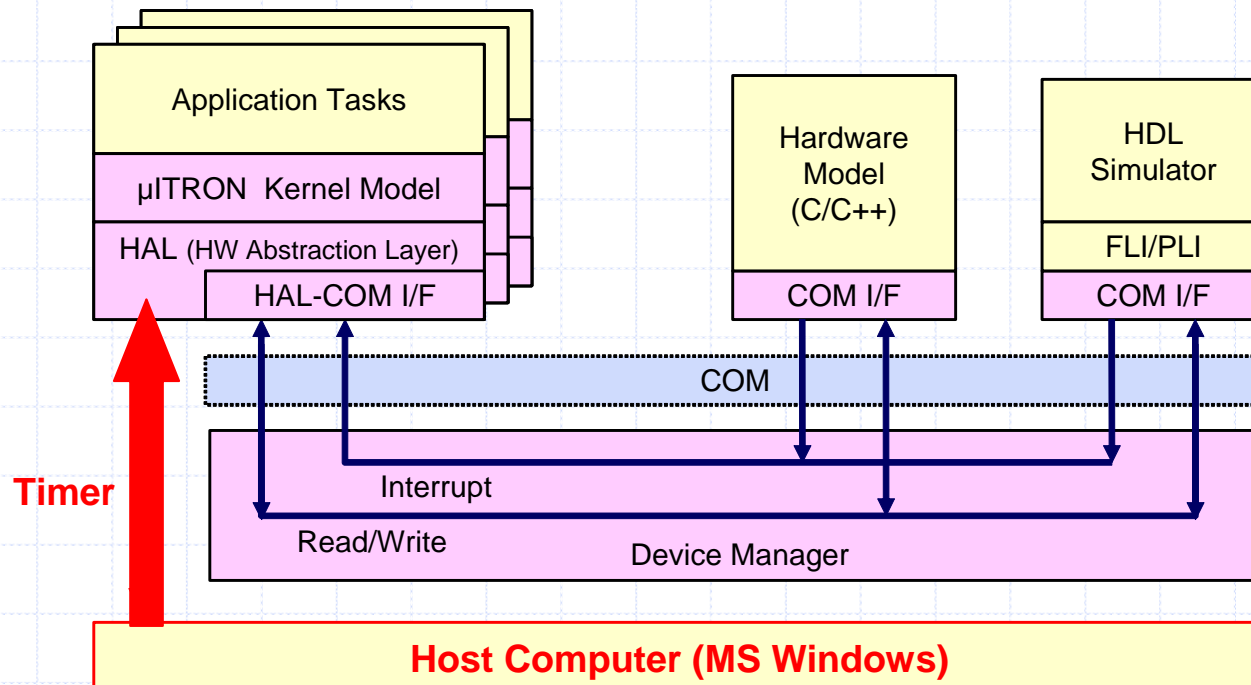 Application Tasks
µITRON Kernel Model
HAL (HW Abstraction Layer)
HAL-COM I/F
Hardware
Model
(C/C++)
COM I/F
HDL
Simulator
FLI/PLI
COM I/F
COM
Timer
Interrupt
Read/Write
Device Manager
Host Computer (MS Windows)